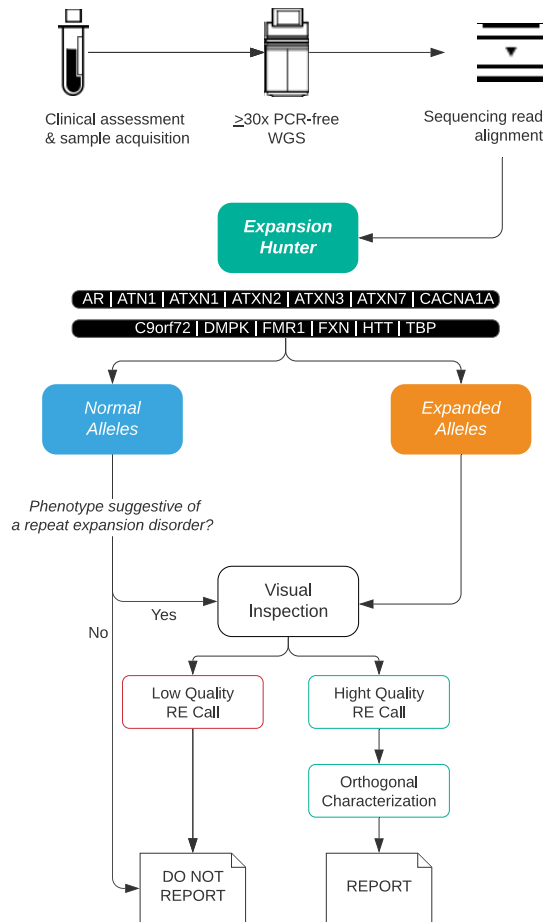 Clinical assessment
& sample acquisition
≥30x PCR-free
WGS
Sequencing read
alignment
Expansion
Hunter
AR | ATN1 | ATXN1 | ATXN2 | ATXN3 | ATXN7 | CACNA1A
C9orf72 | DMPK | FMR1 | FXN | HTT | TBP
Normal
Alleles
Expanded
Alleles
Phenotype suggestive of
a repeat expansion disorder?
Visual
Inspection
Yes
No
Low Quality
RE Call
Hight Quality
RE Call
Orthogonal
Characterization
DO NOT
REPORT
REPORT